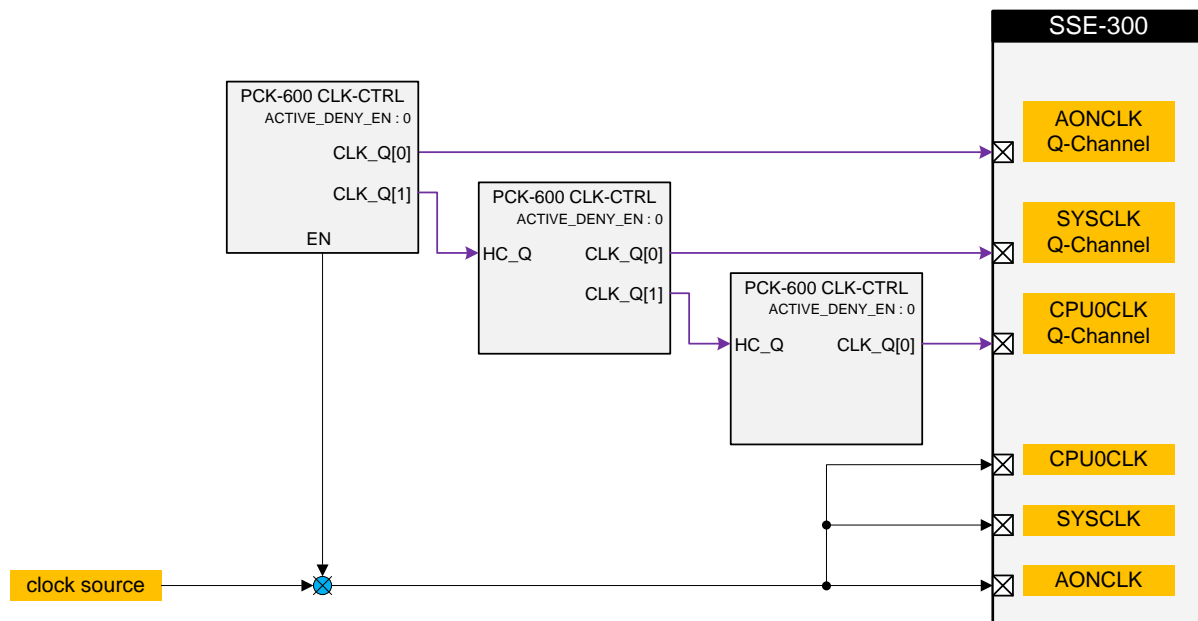 SSE-300
PCK-600 CLK-CTRL
ACTIVE_DENY_EN : 0
CLK_Q[0]
CLK_Q[1]
EN
PCK-600 CLK-CTRL
ACTIVE_DENY_EN : 0
HC_Q
CLK_Q[0]
CLK_Q[1]
PCK-600 CLK-CTRL
ACTIVE_DENY_EN : 0
HC_Q
CLK_Q[0]
AONCLK
Q-Channel
SYSCLK
Q-Channel
CPU0CLK
Q-Channel
CPU0CLK
SYSCLK
AONCLK
clock source